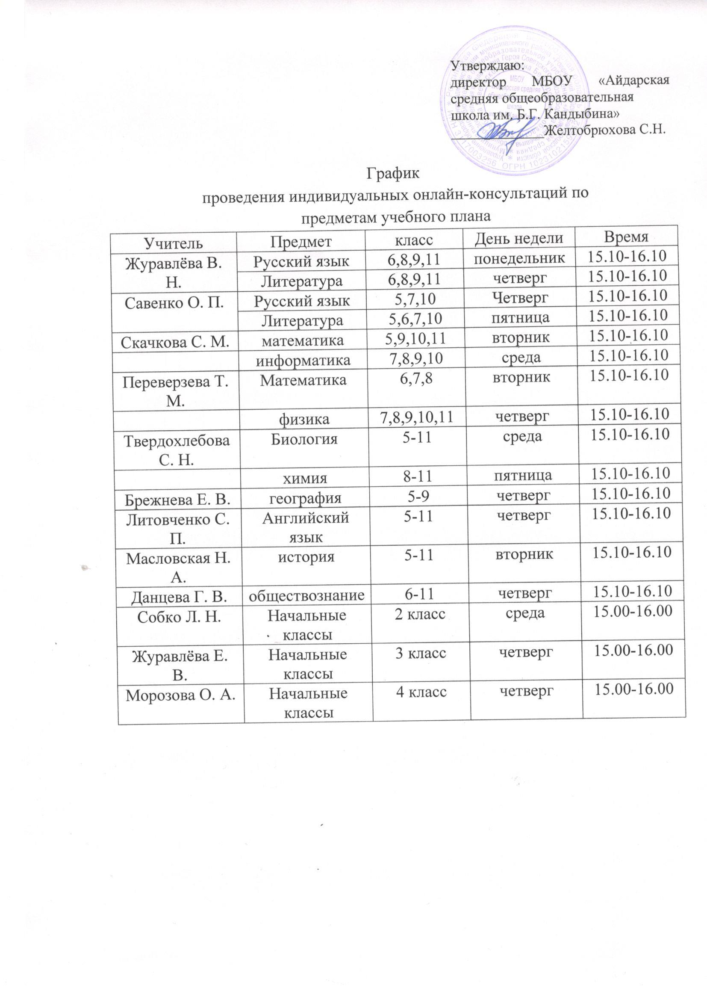 Утверждаю:
директор МБОУ «Айдарская
средняя общеобразовательная
школа им. Б.Г. Кандыбина»
Желтобрюхова С.Н.
График
проведения индивидуальных онлайн-консультаций по
предметам учебного плана
Учитель Предмет класс День недели Время
Журавлёва В. Русский язык 6,8,9,11 понедельник 15.10-16.10
Н. Литература 6,8,9,11 четверг 15.10-16.10
Савенко О. П. Русский язык 5,7,10 Четверг 15.10-16.10
Литература 5,6,7,10 пятница 15.10-16.10
Скачкова С. М. математика 5,9,10,11 вторник 15.10-16.10
информатика 7,8,9,10 среда 15.10-16.10
Переверзева Т. Математика 6,7,8 вторник 15.10-16.10
М.
физика 7,8,9,10,11 четверг 15.10-16.10
Твердохлебова Биология 5-11 среда 15.10-16.10
С. Н.
химия 8-11 пятница 15.10-16.10
Брежнева Е. В. география 5-9 четверг 15.10-16.10
Литовченко С. Английский 5-11 четверг 15.10-16.10
П. язык
Масловская Н. история 5-11 вторник 15.10-16.10
А.
Данцева Г. В. обществознание 6-11 четверг 15.10-16.10
Собко Л. Н. Начальные 2 класс среда 15.00-16.00
классы
Журавлёва Е. Начальные 3 класс четверг 15.00-16.00
В. классы
Морозова О. А. Начальные 4 класс четверг 15.00-16.00
классы